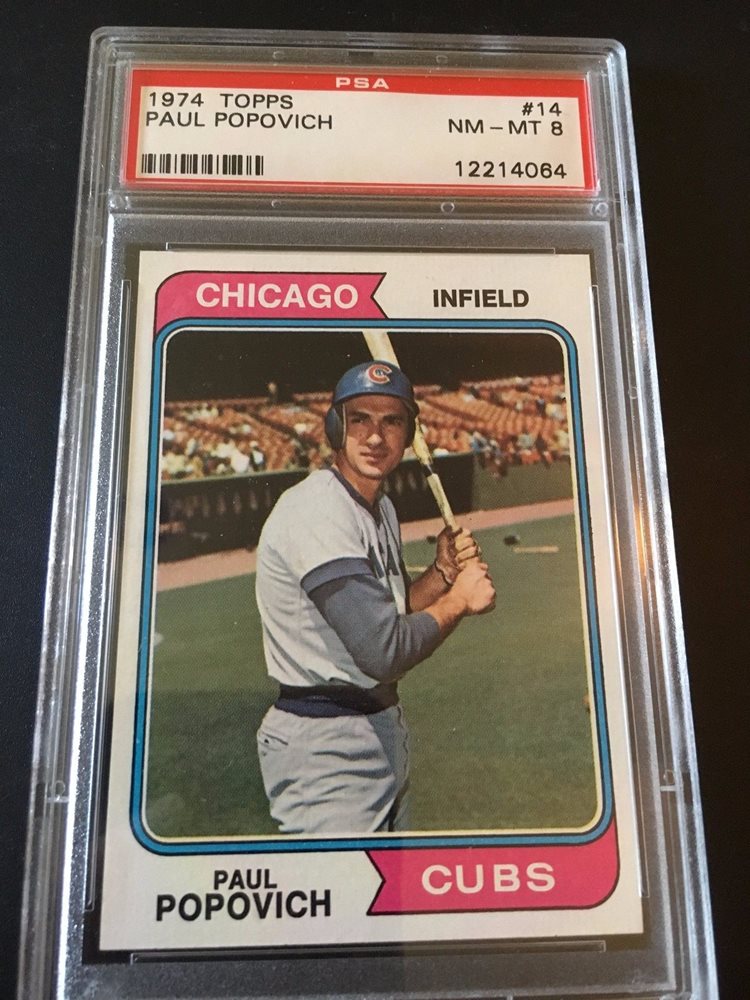 PSA
1974 TOPPS #14
PAUL POPOVICH NM-MT 8
12214064
CHICAGO INFIELD
C
PAUL
POPOVICH
CUBS